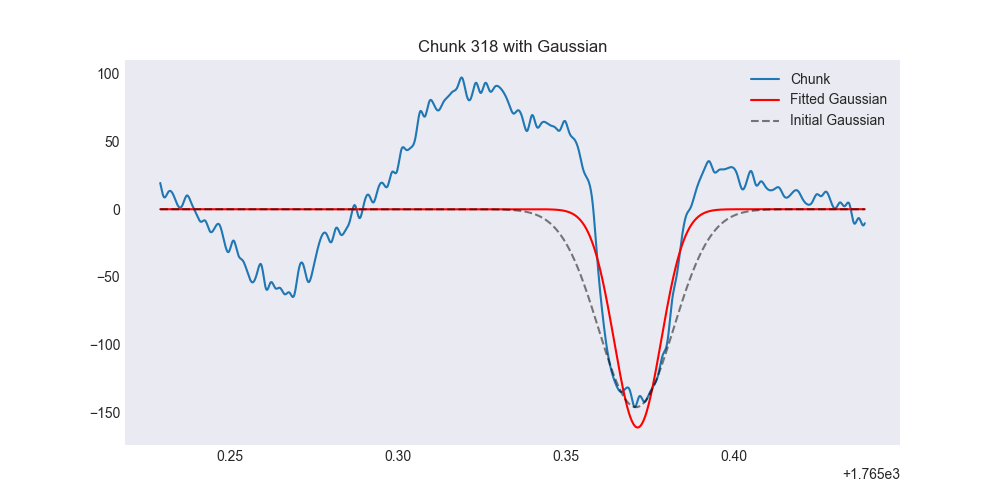 Chunk 318 with Gaussian
Chunk
Fitted Gaussian
Initial Gaussian
100
50
0
−50
−100
−150
0.25 0.30 0.35 0.40
+1.765e3